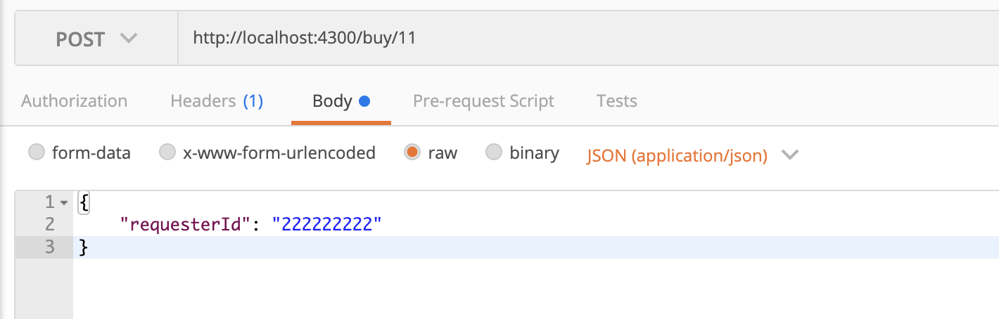 POST http://localhost:4300/buy/11
Authorization Headers (1) Body Pre-request Script Tests
form-data x-www-form-urlencoded raw binary JSON (application/json)
1 {
2 "requesterId": "222222222"
3 }